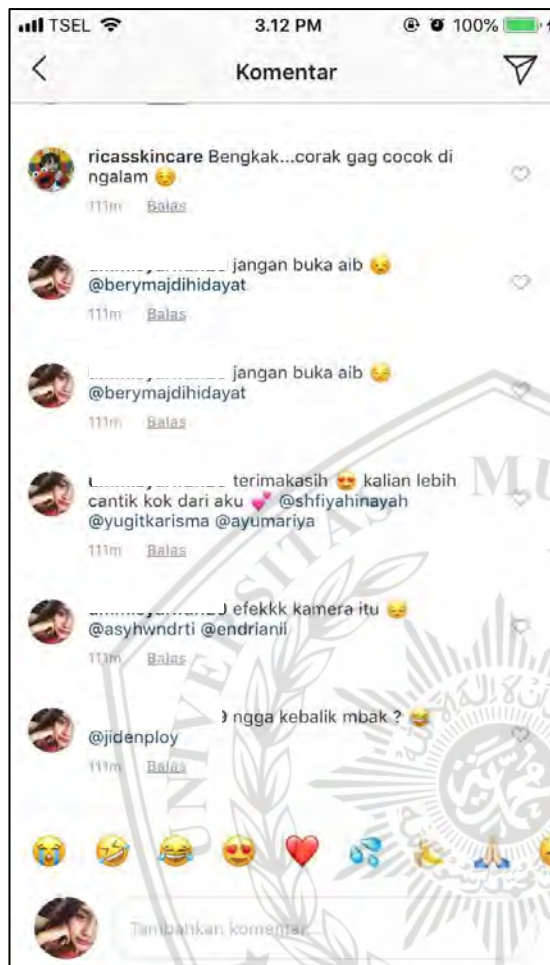 TSEL 3.12 PM 100%
Komentar
ricasskincare Bengkak...corak gag cocok di
ngalam ☺️
111m Balas
jangan buka aib 😔
@berymajdihidayat
111m Balas
jangan buka aib 😔
@berymajdihidayat
111m Balas
terimakasih 😍 kalian lebih
cantik kok dari aku 💕 @shfiyahinayah
@yugitkarisma @ayumariya
111m Balas
efekkk kamera itu 😔
@asyhwndrti @endrianii
111m Balas
ngga kebalik mbak ? 😂
@jidenploy
111m Balas
😭 🤣 😂 😍 ❤️ 💦 🍌 🙏🏻
Tambahkan komentar...
UNIVERSITAS MU